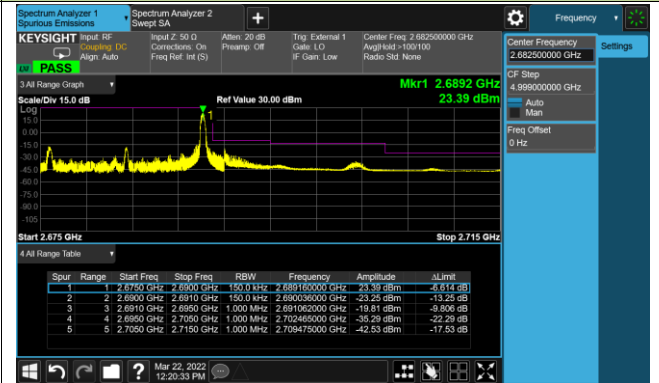 Spectrum Analyzer 1
Spurious Emissions
Spectrum Analyzer 2
Swept SA
+
Frequency
KEYSIGHT
Input: RF
Coupling: DC
Align: Auto
Input Z: 50 Ω
Corrections: On
Freq Ref: Int (S)
Atten: 20 dB
Preamp: Off
Trig: External 1
Gate: LO
IF Gain: Low
Center Freq: 2.682500000 GHz
Avg|Hold:>100/100
Radio Std: None
PASS
Center Frequency
2.682500000 GHz
Settings
CF Step
4.999000000 GHz
Auto
Man
Freq Offset
0 Hz
3 All Range Graph
Mkr1 2.6892 GHz
Scale/Div 15.0 dB
Ref Value 30.00 dBm
23.39 dBm
Log
1
15.0
0.00
-15.0
-30.0
-45.0
-60.0
-75.0
-90.0
-105
Start 2.675 GHz
Stop 2.715 GHz
4 All Range Table
Spur Range Start Freq Stop Freq RBW Frequency Amplitude ΔLimit
1 1 2.6750 GHz 2.6900 GHz 150.0 kHz 2.689160000 GHz 23.39 dBm -6.614 dB
2 2 2.6900 GHz 2.6910 GHz 150.0 kHz 2.690036000 GHz -23.25 dBm -13.25 dB
3 3 2.6910 GHz 2.6950 GHz 1.000 MHz 2.691062000 GHz -19.81 dBm -9.806 dB
4 4 2.6950 GHz 2.7050 GHz 1.000 MHz 2.702465000 GHz -35.29 dBm -22.29 dB
5 5 2.7050 GHz 2.7150 GHz 1.000 MHz 2.709475000 GHz -42.53 dBm -17.53 dB
?
Mar 22, 2022
12:20:33 PM